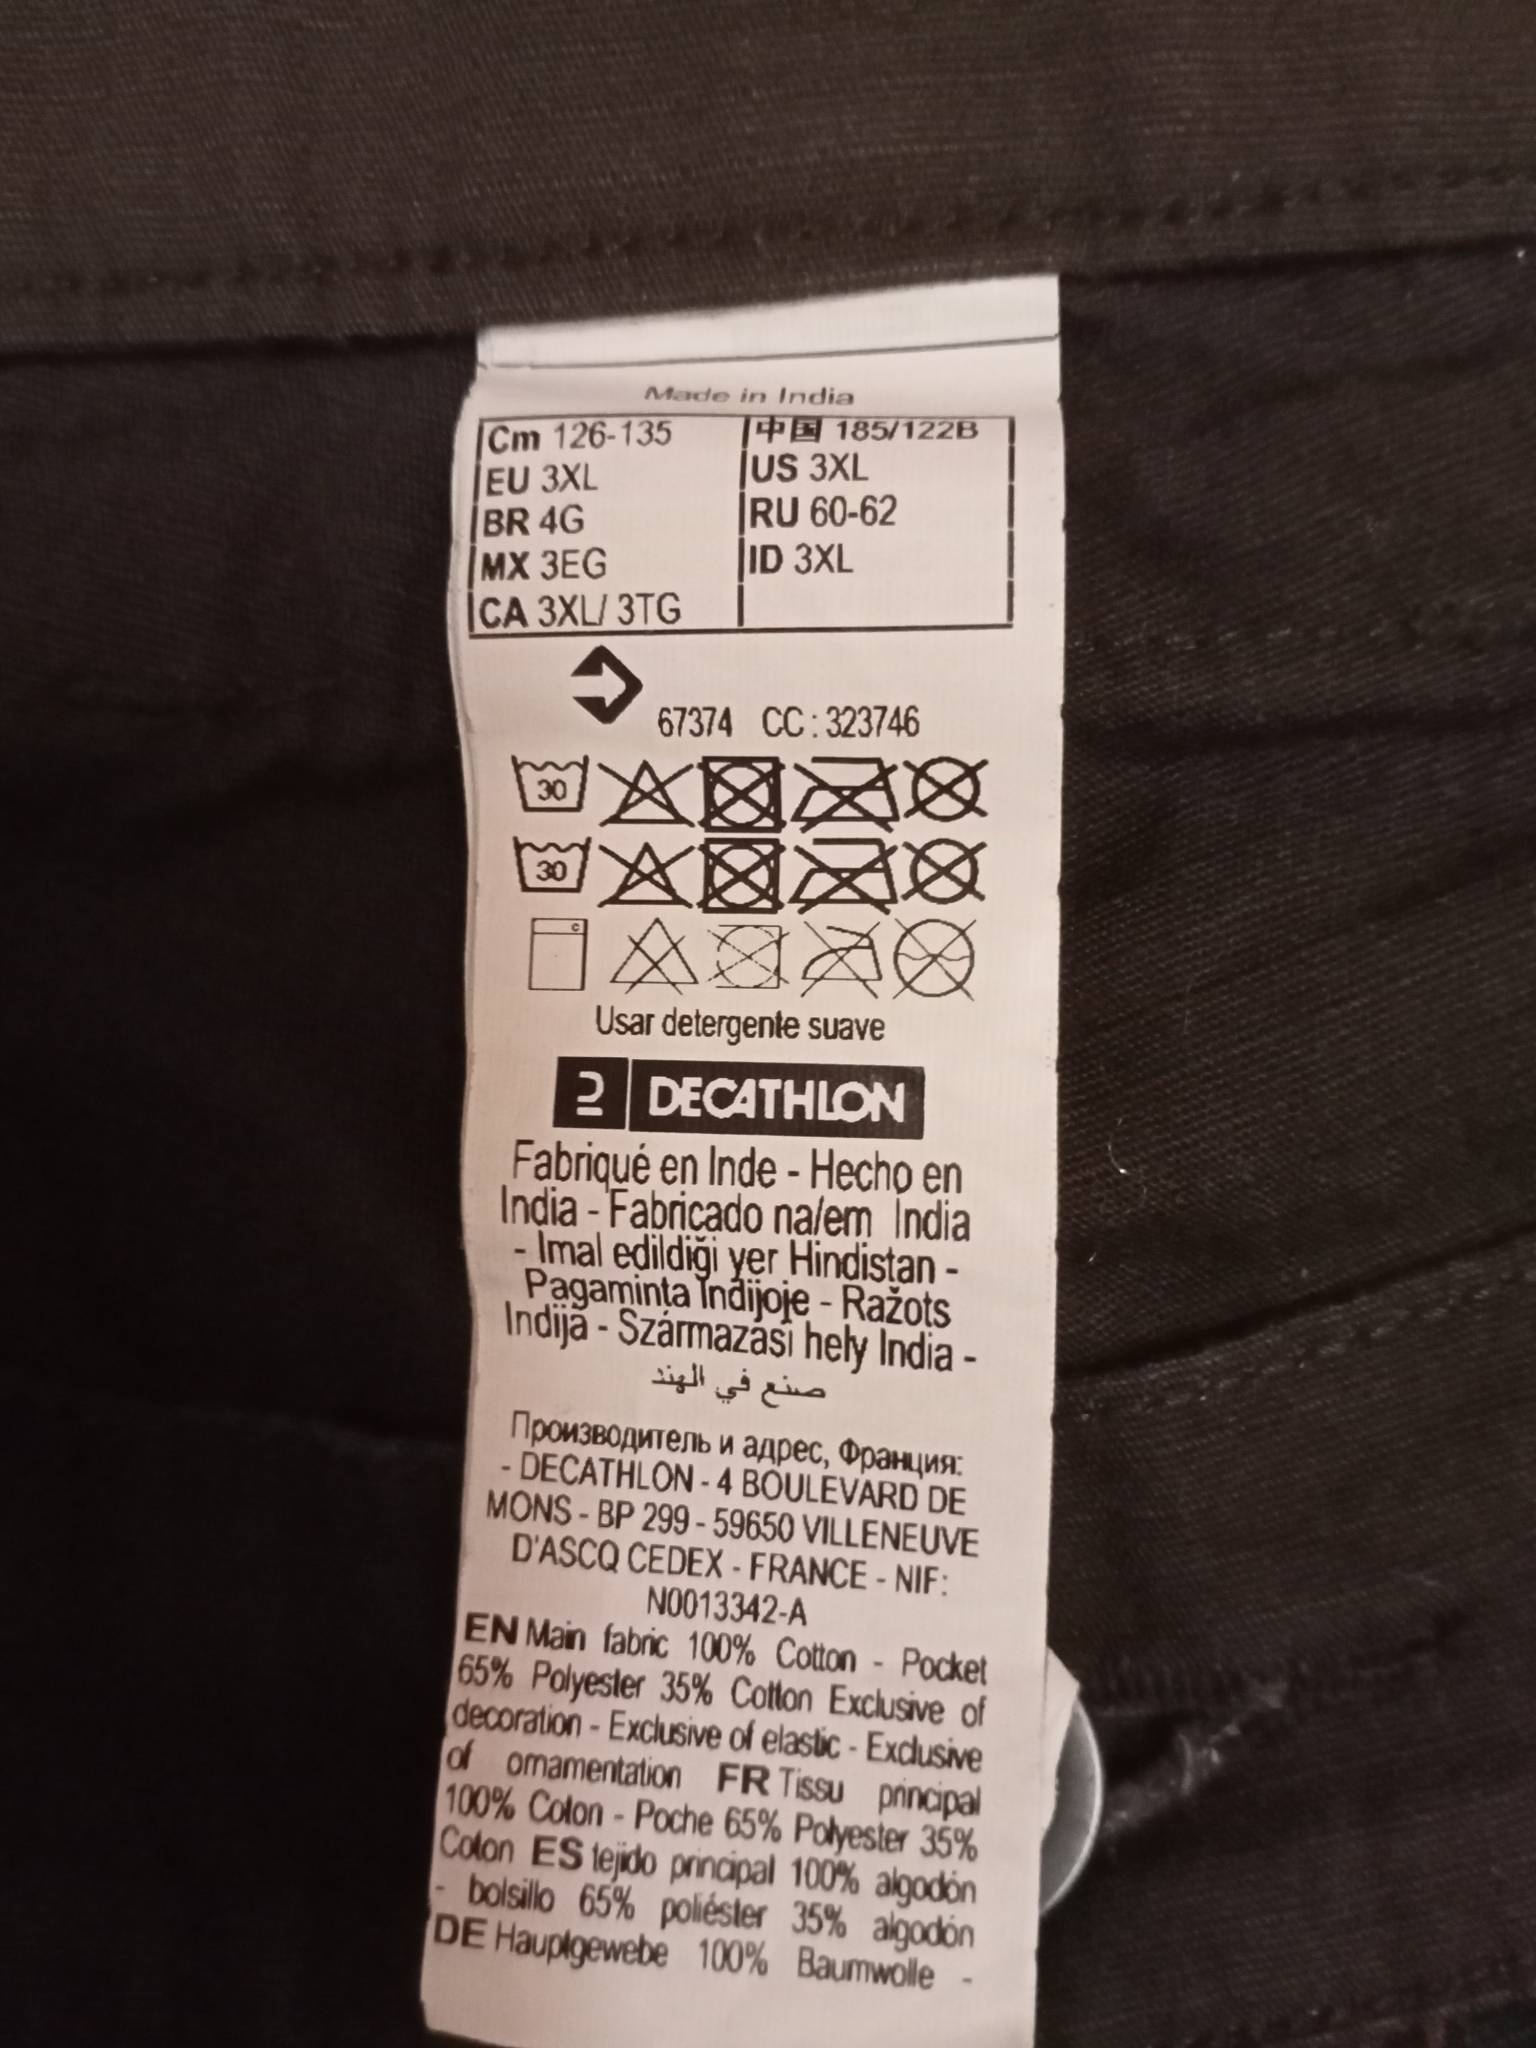 Made in India
Cm 126-135 中国 185/122B
EU 3XL US 3XL
BR 4G RU 60-62
MX 3EG ID 3XL
CA 3XL/ 3TG
67374 CC : 323746
30
30
C
Usar detergente suave
DECATHLON
Fabriqué en Inde - Hecho en
India - Fabricado na/em India
- Imal edildiği yer Hindistan -
Pagaminta Indijoje - Ražots
Indijā - Származási hely India -
صنع في الهند
Производитель и адрес, Франция:
- DECATHLON - 4 BOULEVARD DE
MONS - BP 299 - 59650 VILLENEUVE
D'ASCQ CEDEX - FRANCE - NIF:
N0013342-A
EN Main fabric 100% Cotton - Pocket
65% Polyester 35% Cotton Exclusive of
decoration - Exclusive of elastic - Exclusive
of ornamentation FR Tissu principal
100% Coton - Poche 65% Polyester 35%
Coton ES tejido principal 100% algodón
- bolsillo 65% poliéster 35% algodón
DE Hauptgewebe 100% Baumwolle -